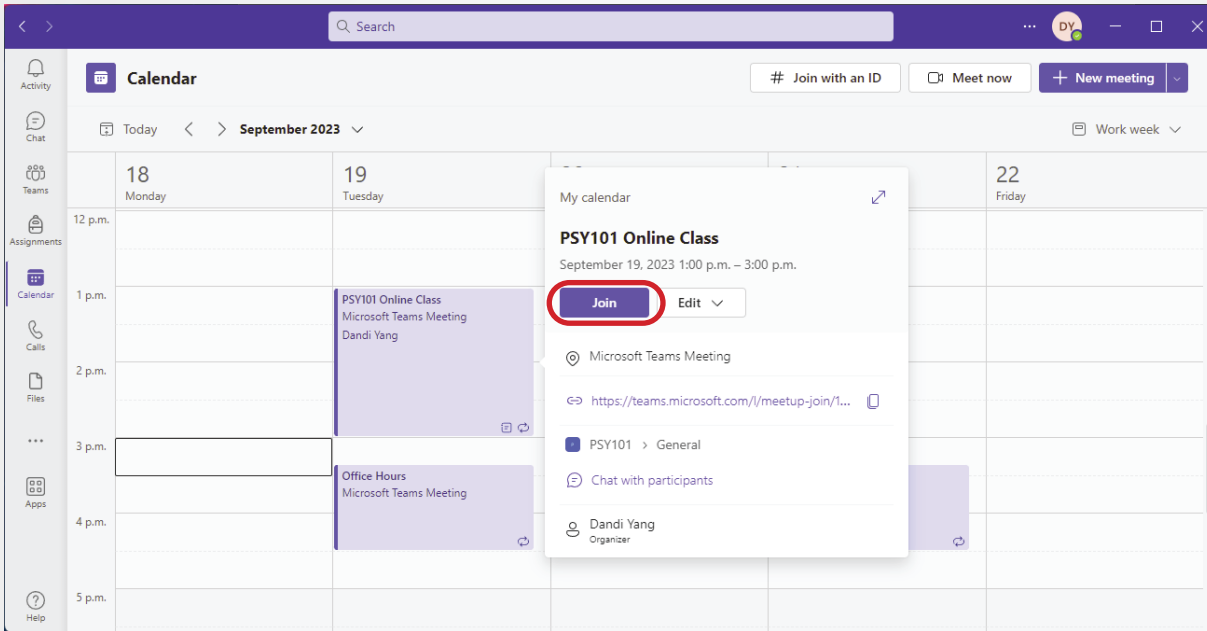 Search
DY
Activity
Chat
Teams
Assignments
Calendar
Calls
Files
Apps
Help
Calendar
# Join with an ID
Meet now
+ New meeting
Today
September 2023
Work week
18
Monday
19
Tuesday
22
Friday
12 p.m.
1 p.m.
2 p.m.
3 p.m.
4 p.m.
5 p.m.
PSY101 Online Class
Microsoft Teams Meeting
Dandi Yang
Office Hours
Microsoft Teams Meeting
My calendar
PSY101 Online Class
September 19, 2023 1:00 p.m. – 3:00 p.m.
Join
Edit
Microsoft Teams Meeting
https://teams.microsoft.com/l/meetup-join/1...
PSY101 > General
Chat with participants
Dandi Yang
Organizer